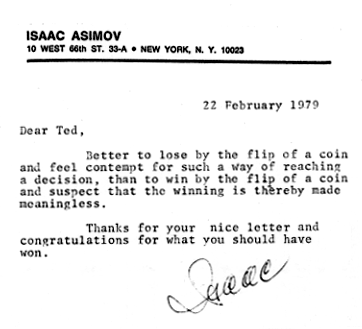 ISAAC ASIMOV
10 WEST 66th ST. 33-A • NEW YORK, N. Y. 10023
22 February 1979
Dear Ted,
Better to lose by the flip of a coin
and feel contempt for such a way of reaching
a decision, than to win by the flip of a coin
and suspect that the winning is thereby made
meaningless.
Thanks for your nice letter and
congratulations for what you should have
won.
Isaac